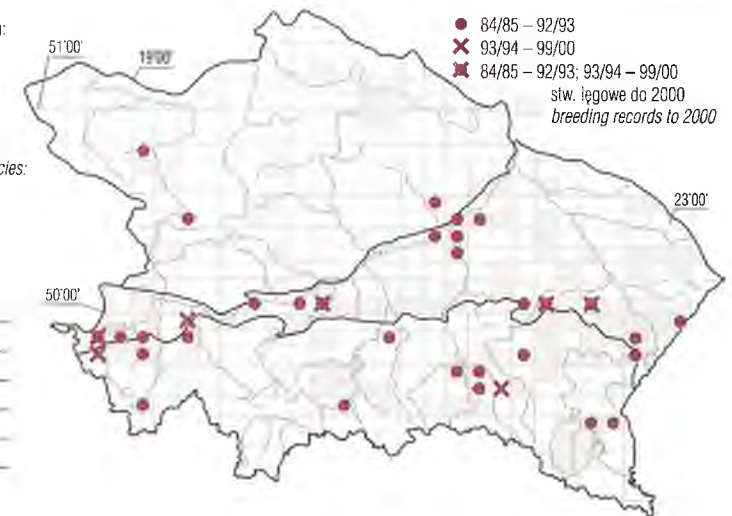 84/85 – 92/93
93/94 – 99/00
84/85 – 92/93; 93/94 – 99/00
stw. lęgowe do 2000
breeding records to 2000
51'00'
19'00'
cies:
23'00'
50'00'